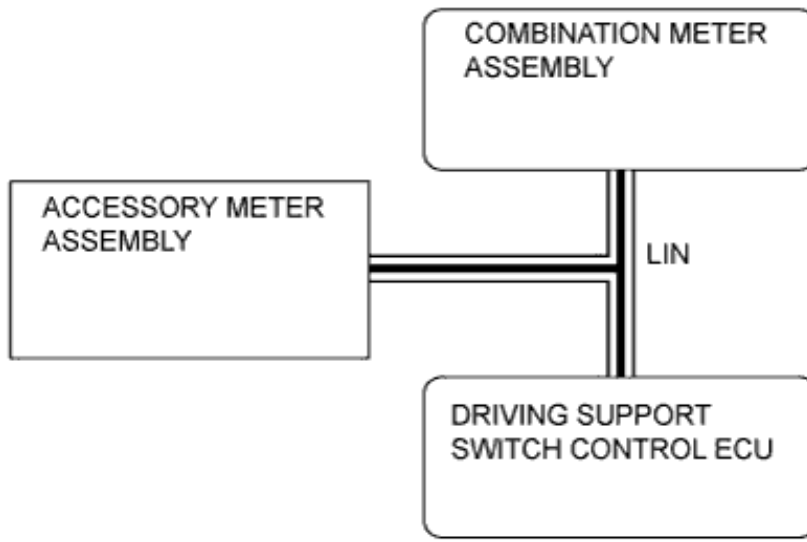 COMBINATION METER
ASSEMBLY
ACCESSORY METER
ASSEMBLY
LIN
DRIVING SUPPORT
SWITCH CONTROL ECU